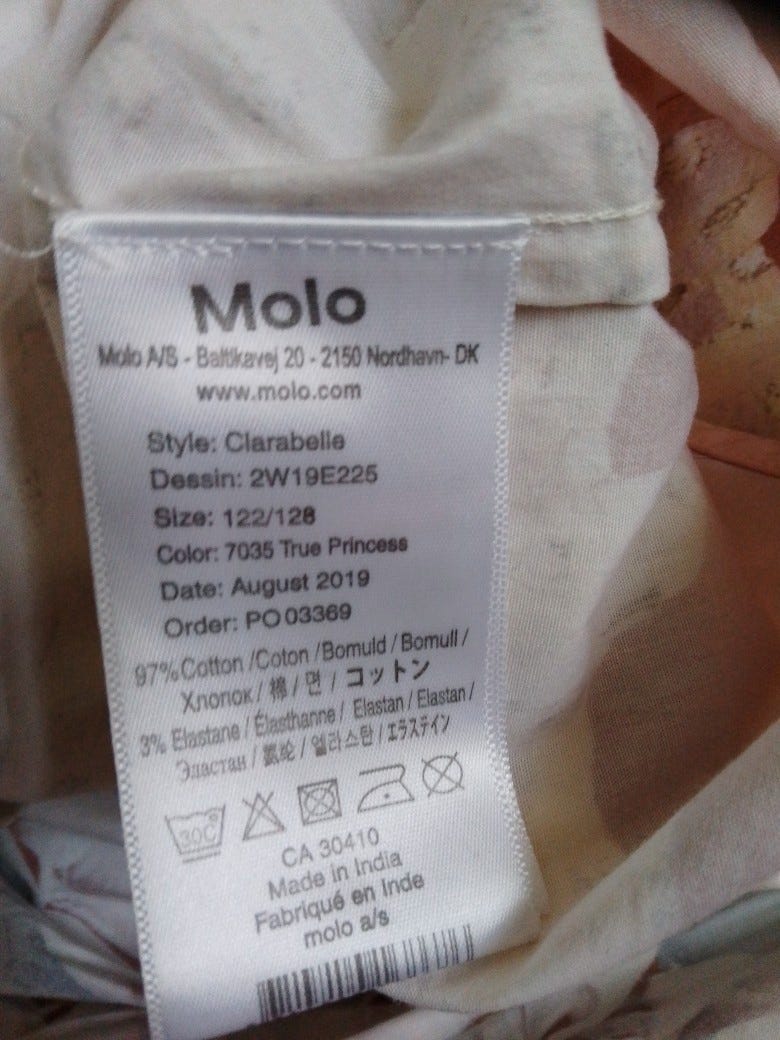 Molo
Molo A/S - Baltikavej 20 - 2150 Nordhavn- DK
www.molo.com
Style: Clarabelle
Dessin: 2W19E225
Size: 122/128
Color: 7035 True Princess
Date: August 2019
Order: PO 03369
97%Cotton /Coton /Bomuld / Bomull /
Хлопок / 棉 / 면 / コットン
3% Elastane / Élasthanne / Elastan / Elastan /
Эластан / 氨纶 / 엘라스탄 / エラステイン
30C°
CA 30410
Made in India
Fabriqué en Inde
molo a/s